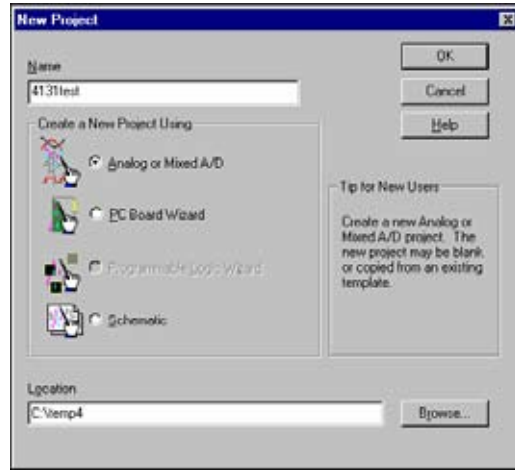 New Project
Name
4131test
OK
Cancel
Help
Create a New Project Using
Analog or Mixed A/D
PC Board Wizard
Programmable Logic Wizard
Schematic
Tip for New Users
Create a new Analog or
Mixed A/D project. The
new project may be blank
or copied from an existing
template.
Location
C:\temp4
Browse...